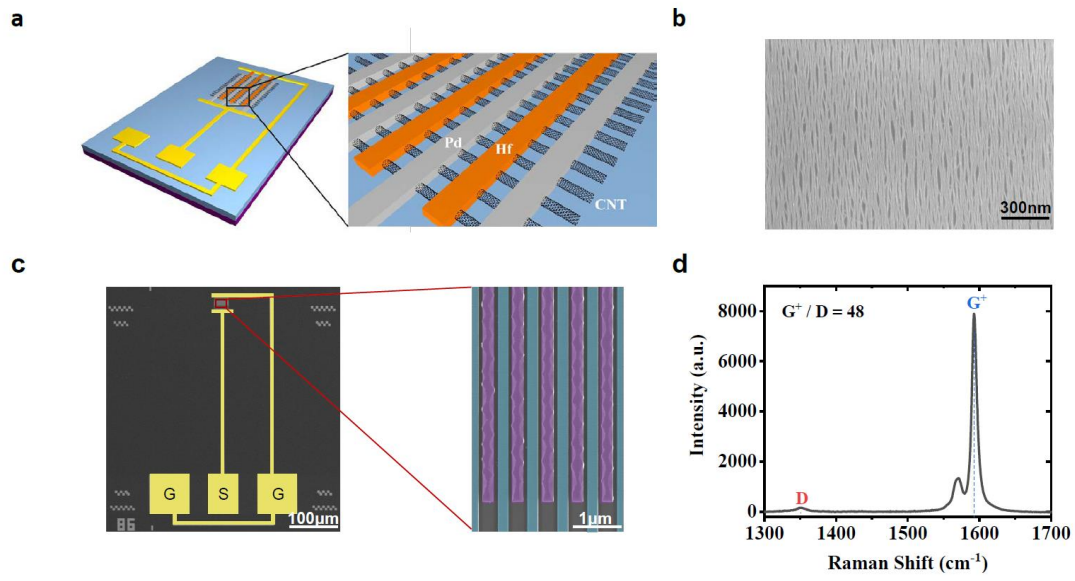 a
b
Pd
Hf
CNT
300nm
c
d
G
S
G
100μm
86
1μm
G⁺ / D = 48
G⁺
D
8000
6000
4000
2000
0
Intensity (a.u.)
1300
1400
1500
1600
1700
Raman Shift (cm⁻¹)